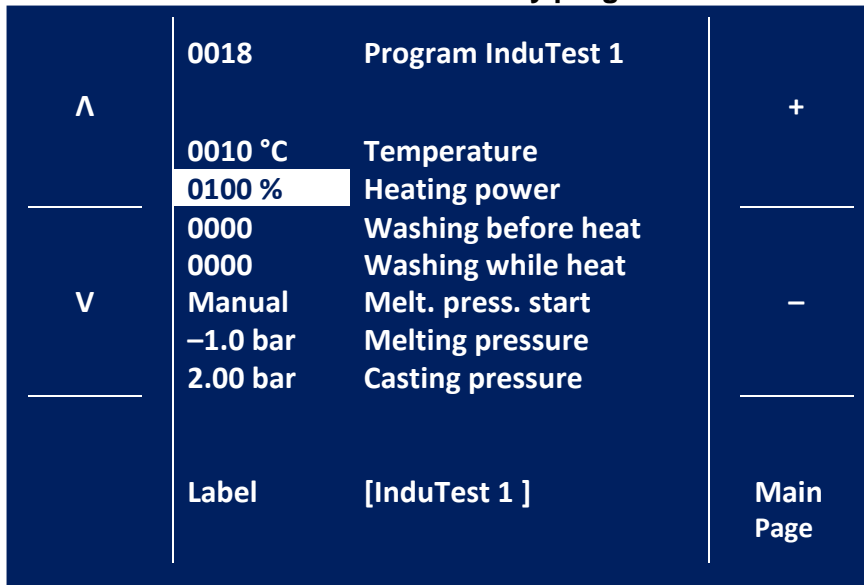 0018 Program InduTest 1
Λ +
0010 °C Temperature
0100 % Heating power
0000 Washing before heat
0000 Washing while heat
V Manual Melt. press. start –
–1.0 bar Melting pressure
2.00 bar Casting pressure
Label [InduTest 1 ] Main
Page